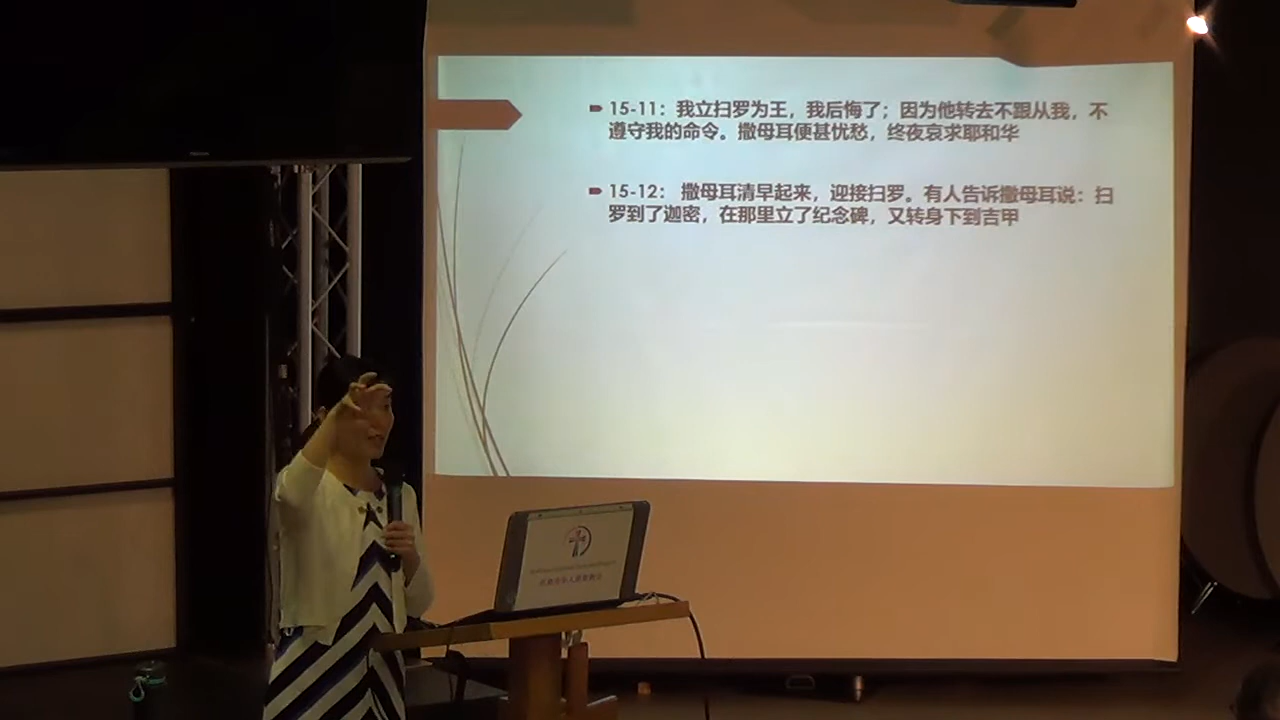 15-11：我立扫罗为王，我后悔了；因为他转去不跟从我，不
遵守我的命令。撒母耳便甚忧愁，终夜哀求耶和华
15-12： 撒母耳清早起来，迎接扫罗。有人告诉撒母耳说：扫
罗到了迦密，在那里立了纪念碑，又转身下到吉甲